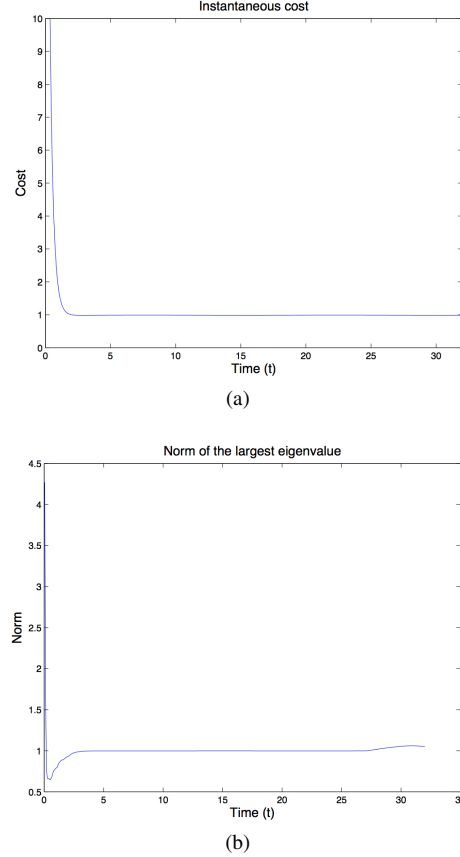 Instantaneous cost
10
9
8
7
6
5
4
3
2
1
0
Cost
0 5 10 15 20 25 30
Time (t)
(a)
Norm of the largest eigenvalue
4.5
4
3.5
3
2.5
2
1.5
1
0.5
Norm
0 5 10 15 20 25 30 35
Time (t)
(b)